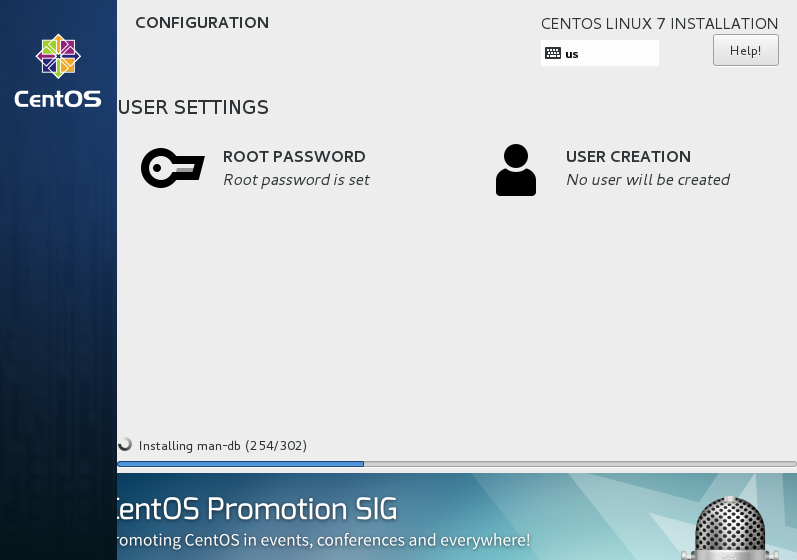 CONFIGURATION
CENTOS LINUX 7 INSTALLATION
us
Help!
CentOS
USER SETTINGS
ROOT PASSWORD
Root password is set
USER CREATION
No user will be created
Installing man-db (254/302)
CentOS Promotion SIG
romoting CentOS in events, conferences and everywhere!